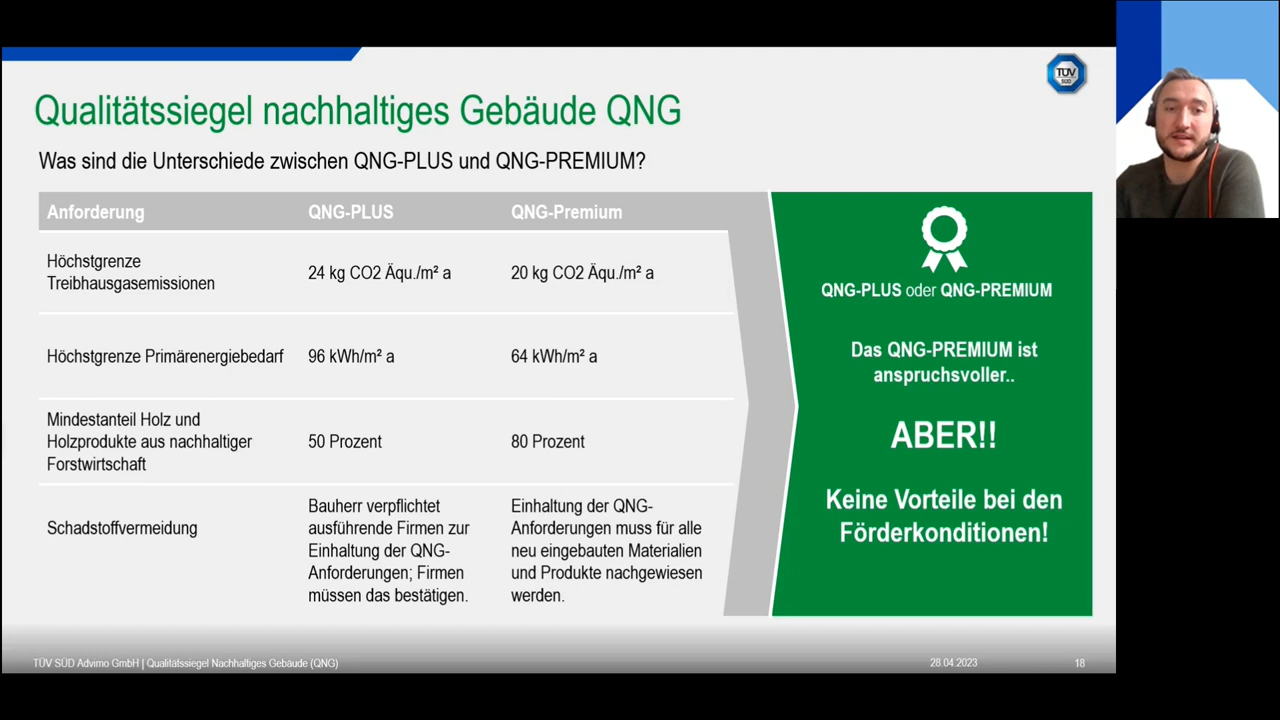 TÜV
SÜD
Qualitätssiegel nachhaltiges Gebäude QNG
Was sind die Unterschiede zwischen QNG-PLUS und QNG-PREMIUM?
Anforderung QNG-PLUS QNG-Premium
Höchstgrenze
Treibhausgasemissionen
24 kg CO2 Äqu./m² a
20 kg CO2 Äqu./m² a
Höchstgrenze Primärenergiebedarf
96 kWh/m² a
64 kWh/m² a
Mindestanteil Holz und
Holzprodukte aus nachhaltiger
Forstwirtschaft
50 Prozent
80 Prozent
Schadstoffvermeidung
Bauherr verpflichtet
ausführende Firmen zur
Einhaltung der QNG-
Anforderungen; Firmen
müssen das bestätigen.
Einhaltung der QNG-
Anforderungen muss für alle
neu eingebauten Materialien
und Produkte nachgewiesen
werden.
QNG-PLUS oder QNG-PREMIUM
Das QNG-PREMIUM ist
anspruchsvoller..
ABER!!
Keine Vorteile bei den
Förderkonditionen!
TÜV SÜD Advimo GmbH | Qualitätssiegel Nachhaltiges Gebäude (QNG)
28.04.2023
18